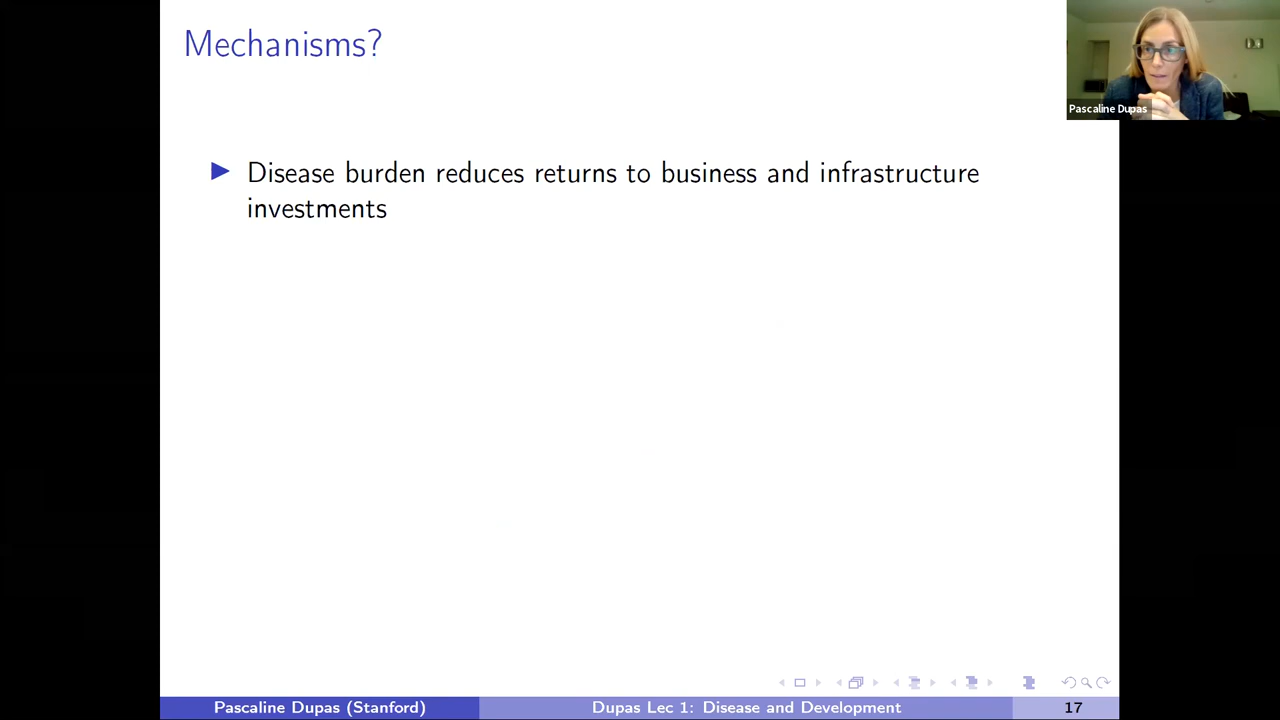 Mechanisms?
Pascaline Dupas
Disease burden reduces returns to business and infrastructure
investments
Pascaline Dupas (Stanford)
Dupas Lec 1: Disease and Development
17